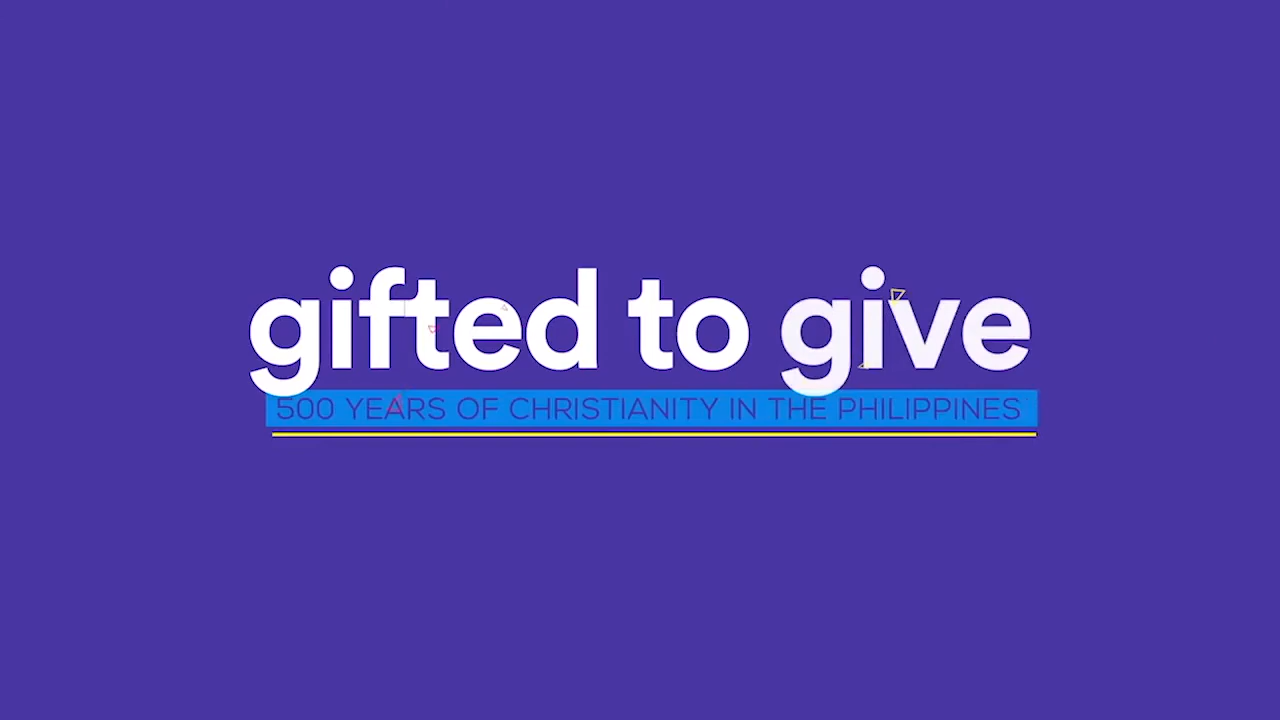 gifted to give
500 YEARS OF CHRISTIANITY IN THE PHILIPPINES